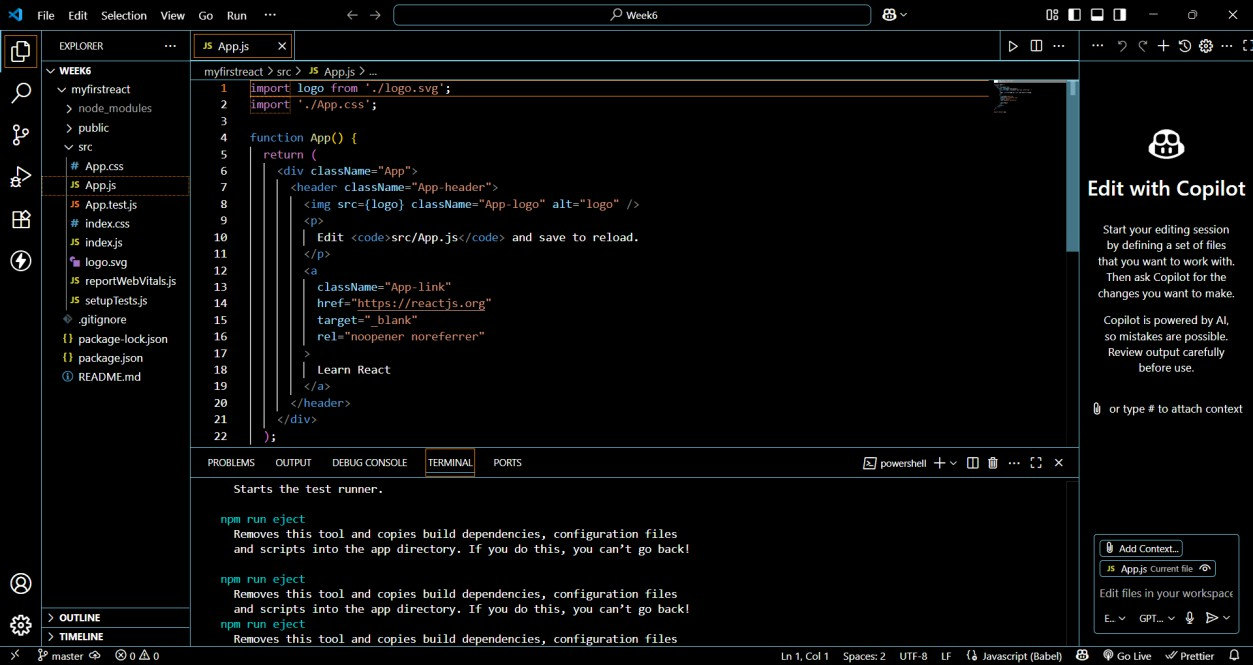 File Edit Selection View Go Run ···
Week6
EXPLORER ···
WEEK6
myfirstreact
node_modules
public
src
# App.css
JS App.js
JS App.test.js
# index.css
JS index.js
logo.svg
JS reportWebVitals.js
JS setupTests.js
.gitignore
{} package-lock.json
{} package.json
README.md
OUTLINE
TIMELINE
JS App.js
myfirstreact > src > JS App.js > ...
1 import logo from './logo.svg';
2 import './App.css';
3
4 function App() {
5 return (
6 <div className="App">
7 <header className="App-header">
8 <img src={logo} className="App-logo" alt="logo" />
9 <p>
10 Edit <code>src/App.js</code> and save to reload.
11 </p>
12 <a
13 className="App-link"
14 href="https://reactjs.org"
15 target="_blank"
16 rel="noopener noreferrer"
17 >
18 Learn React
19 </a>
20 </header>
21 </div>
22 );
PROBLEMS OUTPUT DEBUG CONSOLE TERMINAL PORTS
powershell
Starts the test runner.
npm run eject
Removes this tool and copies build dependencies, configuration files
and scripts into the app directory. If you do this, you can’t go back!
npm run eject
Removes this tool and copies build dependencies, configuration files
and scripts into the app directory. If you do this, you can’t go back!
npm run eject
Removes this tool and copies build dependencies, configuration files
Edit with Copilot
Start your editing session
by defining a set of files
that you want to work with.
Then ask Copilot for the
changes you want to make.
Copilot is powered by AI,
so mistakes are possible.
Review output carefully
before use.
or type # to attach context
Add Context...
JS App.js Current file
Edit files in your workspace
E... GPT...
master 0 0
Ln 1, Col 1 Spaces: 2 UTF-8 LF {} Javascript (Babel) Go Live Prettier